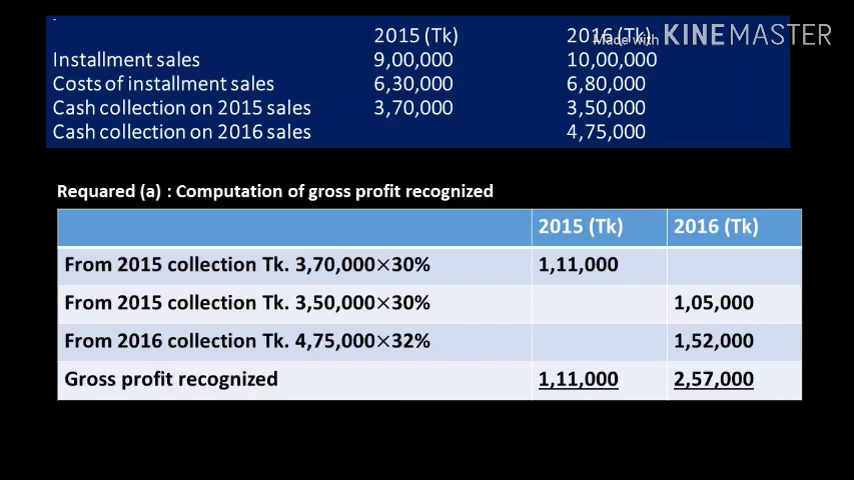 2015 (Tk) 2016 (Tk)
Made with KINEMASTER
Installment sales 9,00,000 10,00,000
Costs of installment sales 6,30,000 6,80,000
Cash collection on 2015 sales 3,70,000 3,50,000
Cash collection on 2016 sales 4,75,000
Requared (a) : Computation of gross profit recognized
2015 (Tk) 2016 (Tk)
From 2015 collection Tk. 3,70,000×30% 1,11,000
From 2015 collection Tk. 3,50,000×30% 1,05,000
From 2016 collection Tk. 4,75,000×32% 1,52,000
Gross profit recognized 1,11,000 2,57,000